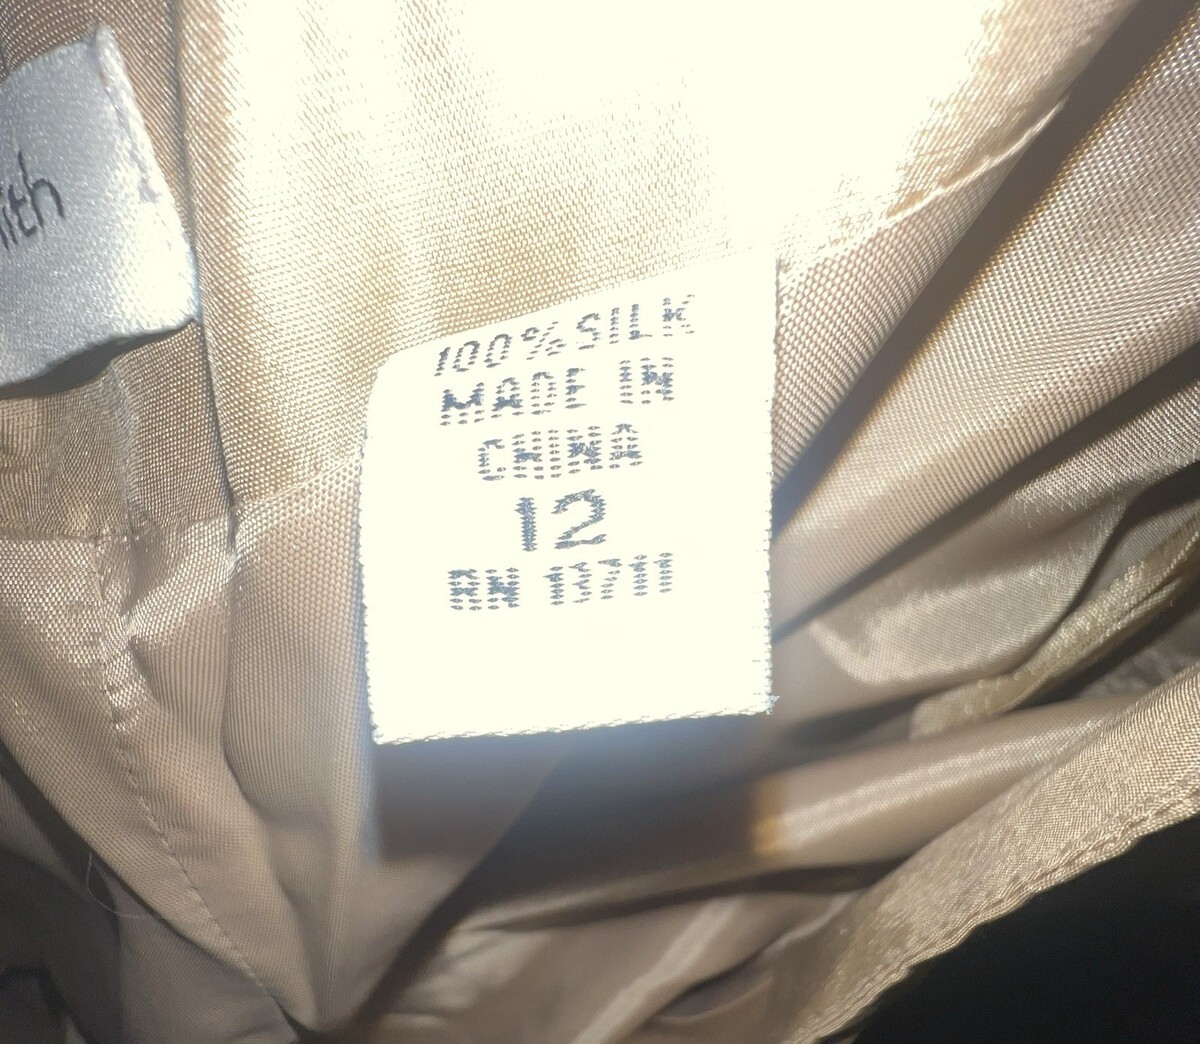 100% SILK
MADE IN
CHINA
12
RN 13711